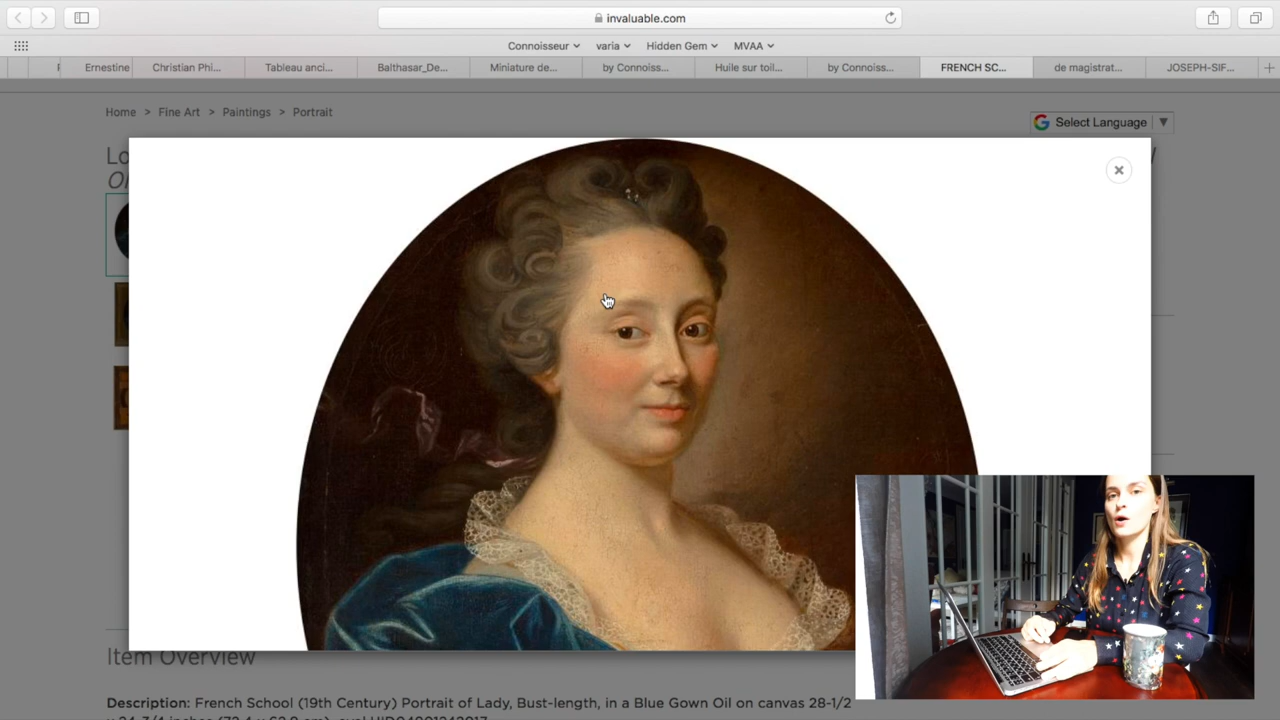 invaluable.com
Connoisseur varia Hidden Gem MVAA
Ernestine Christian Phi... Tableau anci... Balthasar_De... Miniature de... by Connoiss... Huile sur toil... by Connoiss... FRENCH SC... de magistrat... JOSEPH-SIF...
Home > Fine Art > Paintings > Portrait
Select Language
Lo
Item Overview
Description: French School (19th Century) Portrait of Lady, Bust-length, in a Blue Gown Oil on canvas 28-1/2